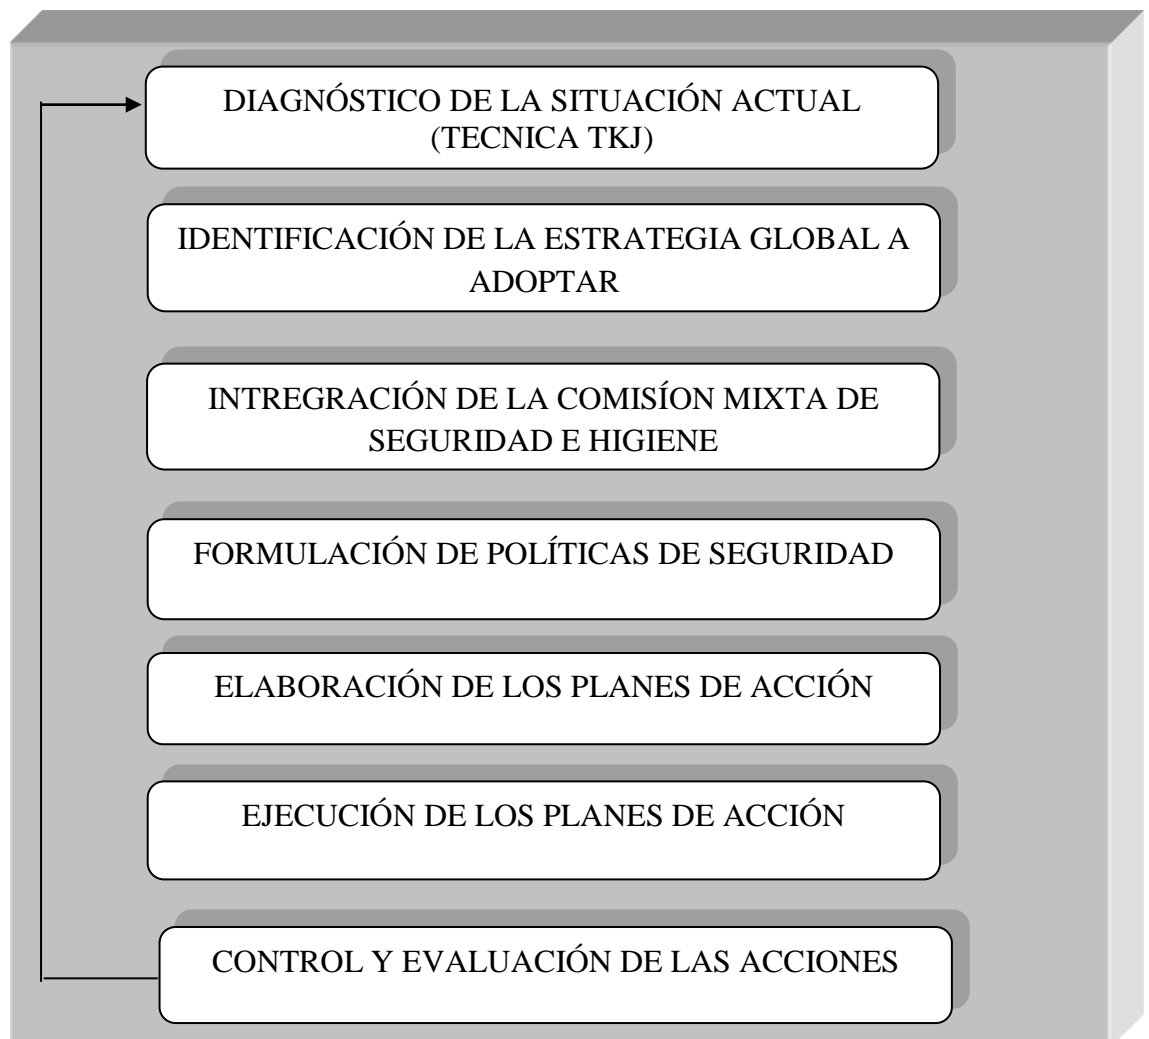 DIAGNÓSTICO DE LA SITUACIÓN ACTUAL
(TECNICA TKJ)
IDENTIFICACIÓN DE LA ESTRATEGIA GLOBAL A
ADOPTAR
INTREGRACIÓN DE LA COMISÍON MIXTA DE
SEGURIDAD E HIGIENE
FORMULACIÓN DE POLÍTICAS DE SEGURIDAD
ELABORACIÓN DE LOS PLANES DE ACCIÓN
EJECUCIÓN DE LOS PLANES DE ACCIÓN
CONTROL Y EVALUACIÓN DE LAS ACCIONES